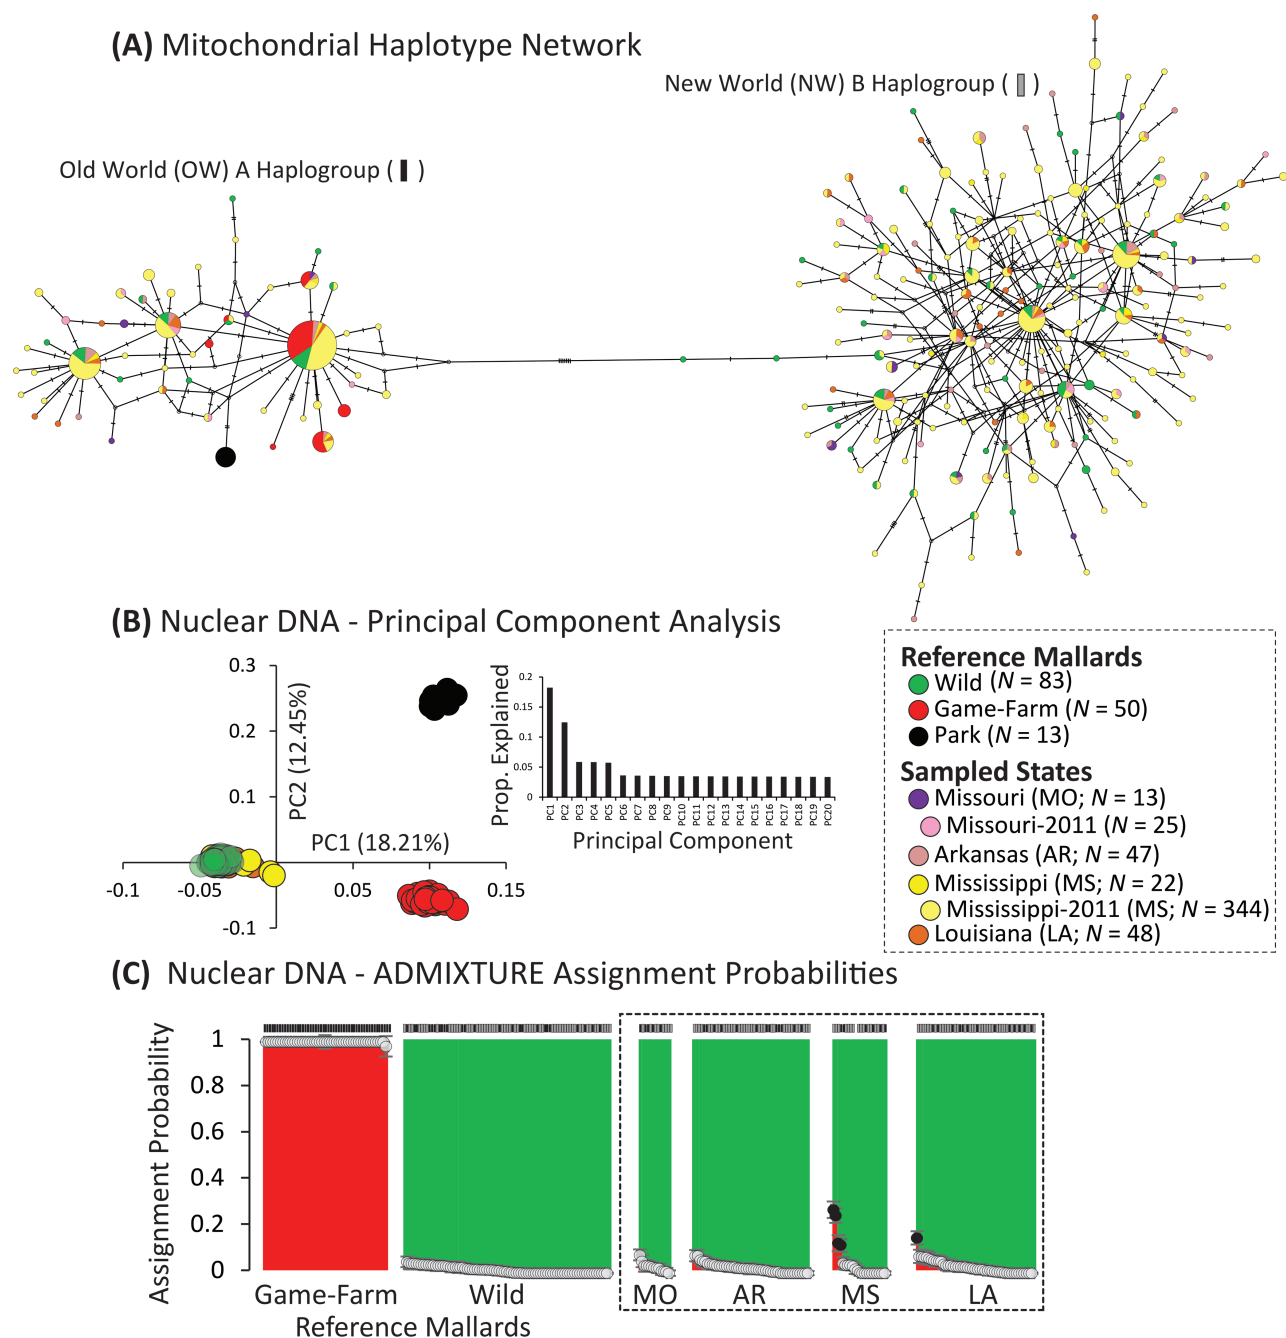 (A) Mitochondrial Haplotype Network
New World (NW) B Haplogroup ( )
Old World (OW) A Haplogroup ( )
(B) Nuclear DNA - Principal Component Analysis
0.3
0.2
0.1
-0.1
-0.1
-0.05
0.05
0.15
PC2 (12.45%)
PC1 (18.21%)
Prop. Explained
0.2
0.15
0.1
0.05
0
PC1
PC2
PC3
PC4
PC5
PC6
PC7
PC8
PC9
PC10
PC11
PC12
PC13
PC14
PC15
PC16
PC17
PC18
PC19
PC20
Principal Component
Reference Mallards
Wild (N = 83)
Game-Farm (N = 50)
Park (N = 13)
Sampled States
Missouri (MO; N = 13)
Missouri-2011 (N = 25)
Arkansas (AR; N = 47)
Mississippi (MS; N = 22)
Mississippi-2011 (MS; N = 344)
Louisiana (LA; N = 48)
(C) Nuclear DNA - ADMIXTURE Assignment Probabilities
Assignment Probability
1
0.8
0.6
0.4
0.2
0
Game-Farm
Wild
MO
AR
MS
LA
Reference Mallards